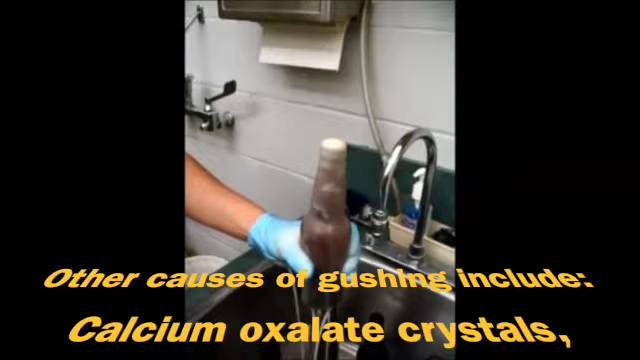 Other causes of gushing include:
Calcium oxalate crystals,